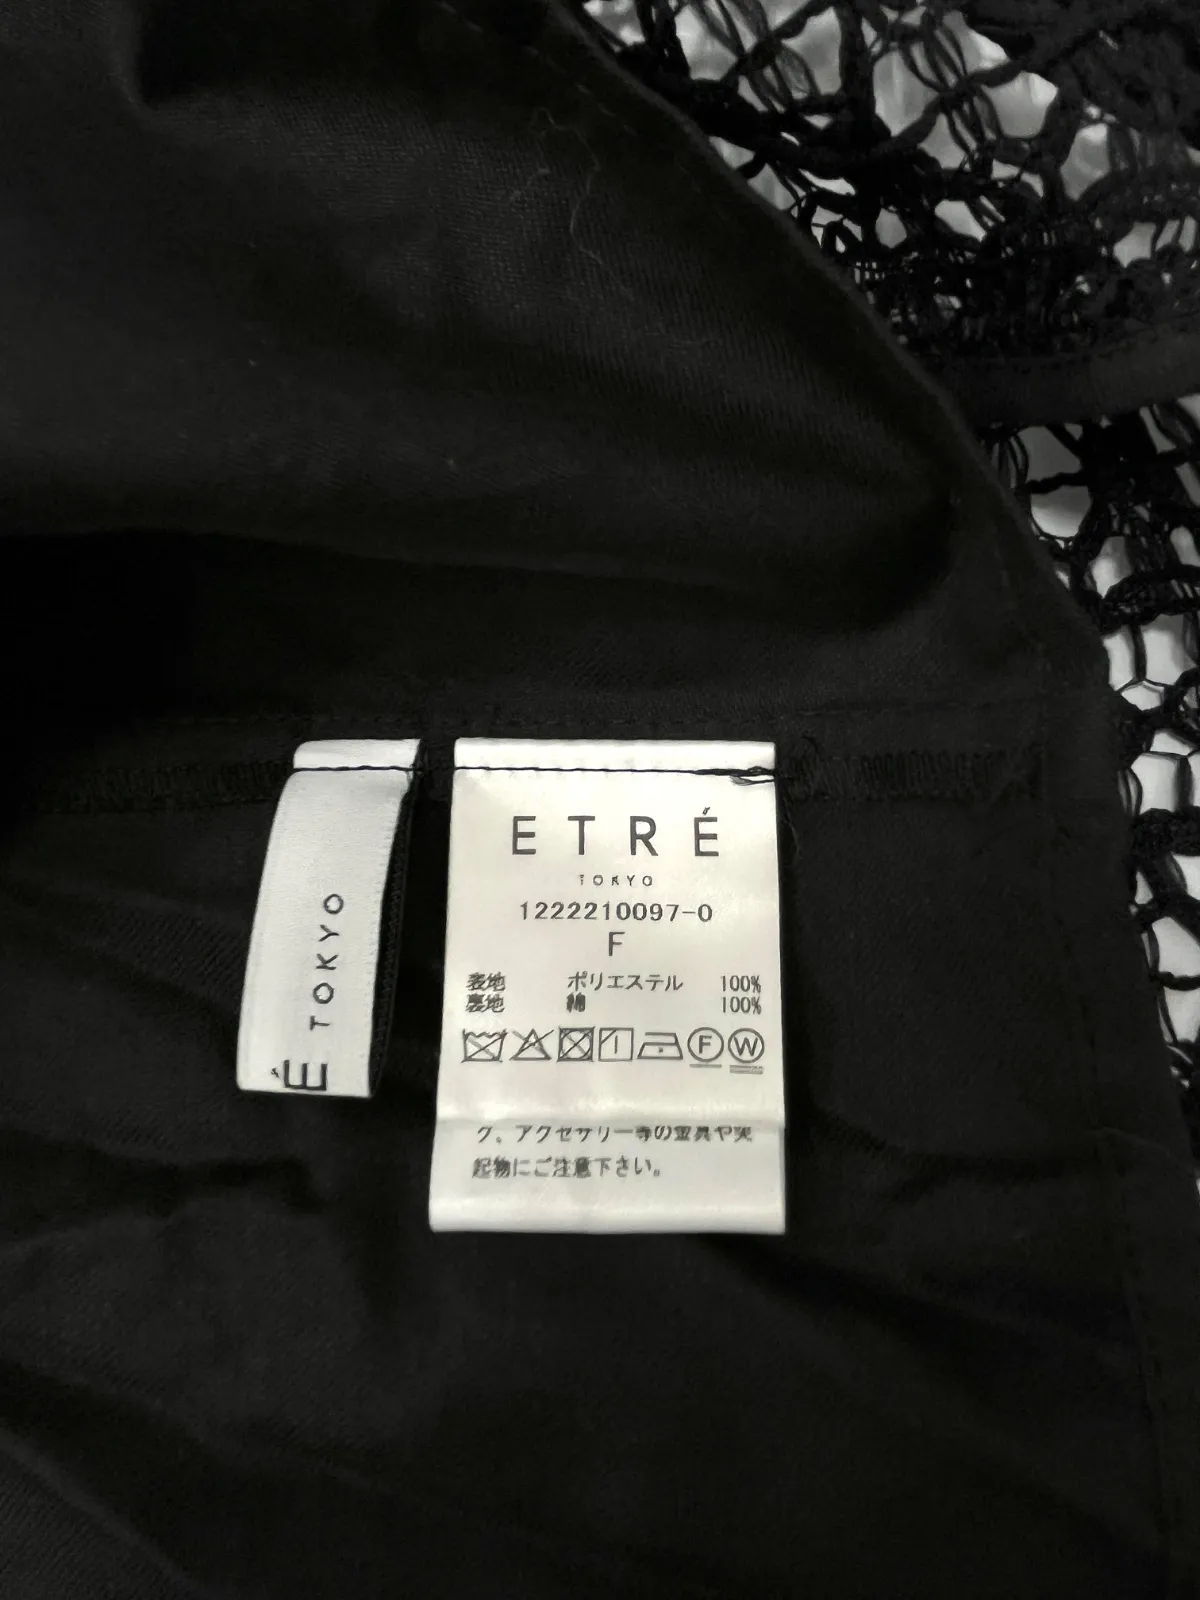 É
TOKYO
ETRÉ
TOKYO
1222210097-0
F
表地 ポリエステル 100%
裏地 綿 100%
F W
グ、アクセサリー等の金具や突
起物にご注意下さい。